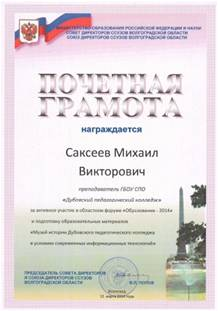 МИНИСТЕРСТВО ОБРАЗОВАНИЯ РОССИЙСКОЙ ФЕДЕРАЦИИ И НАУКИ
СОВЕТ ДИРЕКТОРОВ ССУЗОВ ВОЛГОГРАДСКОЙ ОБЛАСТИ
СОЮЗ ДИРЕКТОРОВ ССУЗОВ ВОЛГОГРАДСКОЙ ОБЛАСТИ
ПОЧЕТНАЯ
ГРАМОТА
награждается
Саксеев Михаил
Викторович
преподаватель ГБОУ СПО
«Дубовский педагогический колледж»
за активное участие в областном форуме «Образование - 2014»
и подготовку образовательных материалов
«Музей истории Дубовского педагогического колледжа
в условиях современных информационных технологий»
ПРЕДСЕДАТЕЛЬ СОВЕТА ДИРЕКТОРОВ
И СОЮЗА ДИРЕКТОРОВ ССУЗОВ
ВОЛГОГРАДСКОЙ ОБЛАСТИ
В.П. ПОПОВ
Волгоград
марта 2014 года